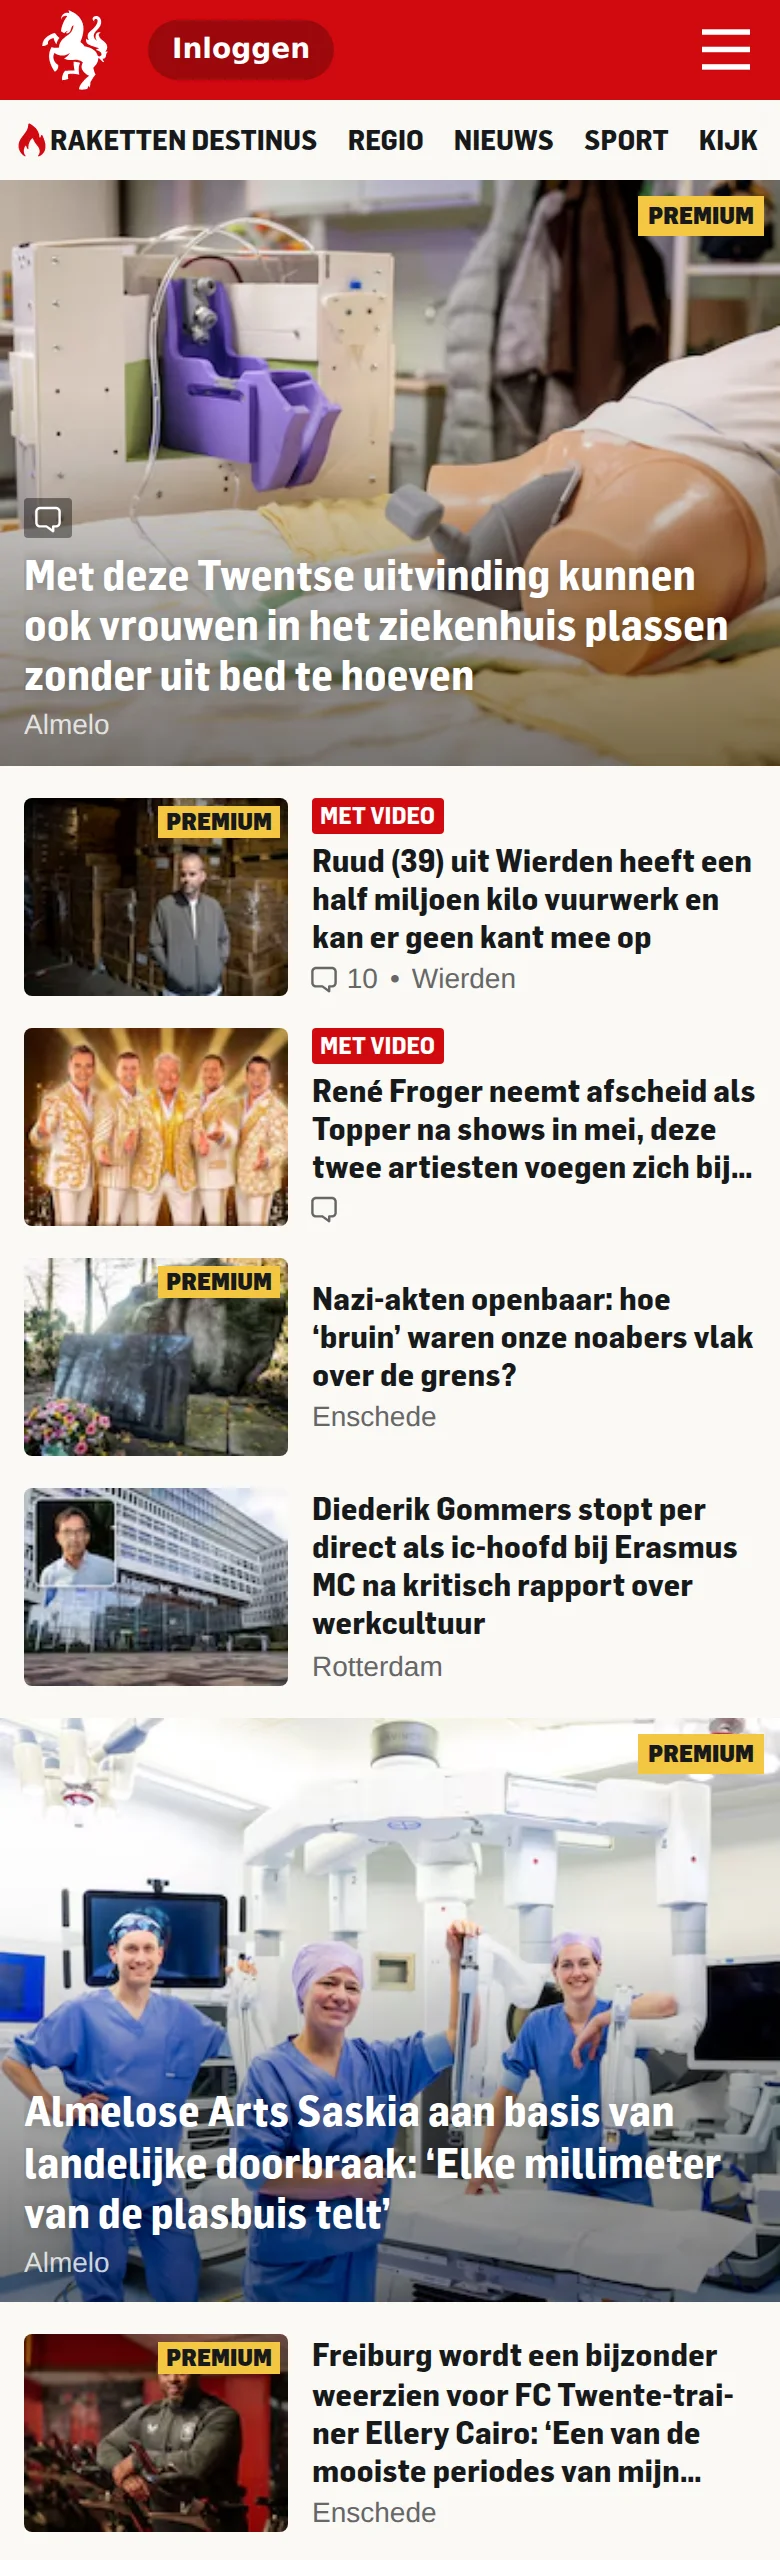 Inloggen
RAKETTEN DESTINUS REGIO NIEUWS SPORT KIJK
PREMIUM
Met deze Twentse uitvinding kunnen
ook vrouwen in het ziekenhuis plassen
zonder uit bed te hoeven
Almelo
PREMIUM
MET VIDEO
Ruud (39) uit Wierden heeft een
half miljoen kilo vuurwerk en
kan er geen kant mee op
10 • Wierden
MET VIDEO
René Froger neemt afscheid als
Topper na shows in mei, deze
twee artiesten voegen zich bij...
PREMIUM
Nazi-akten openbaar: hoe
‘bruin’ waren onze noabers vlak
over de grens?
Enschede
Diederik Gommers stopt per
direct als ic-hoofd bij Erasmus
MC na kritisch rapport over
werkcultuur
Rotterdam
PREMIUM
Almelose Arts Saskia aan basis van
landelijke doorbraak: ‘Elke millimeter
van de plasbuis telt’
Almelo
PREMIUM
Freiburg wordt een bijzonder
weerzien voor FC Twente-trai-
ner Ellery Cairo: ‘Een van de
mooiste periodes van mijn...
Enschede